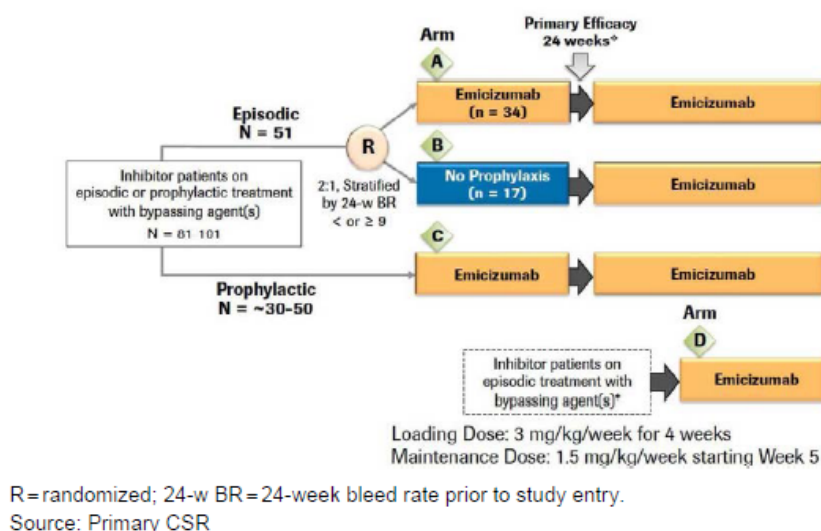 Primary Efficacy
24 weeks*
Arm
A
Emicizumab
(n = 34)
Emicizumab
Episodic
N = 51
R
B
Inhibitor patients on
episodic or prophylactic treatment
with bypassing agent(s)
N = 81 101
2:1, Stratified
by 24-w BR
< or ≥ 9
No Prophylaxis
(n = 17)
Emicizumab
C
Emicizumab
Emicizumab
Prophylactic
N = ~30-50
Arm
D
Inhibitor patients on
episodic treatment with
bypassing agent(s)*
Emicizumab
Loading Dose: 3 mg/kg/week for 4 weeks
Maintenance Dose: 1.5 mg/kg/week starting Week 5
R=randomized; 24-w BR=24-week bleed rate prior to study entry.
Source: Primary CSR